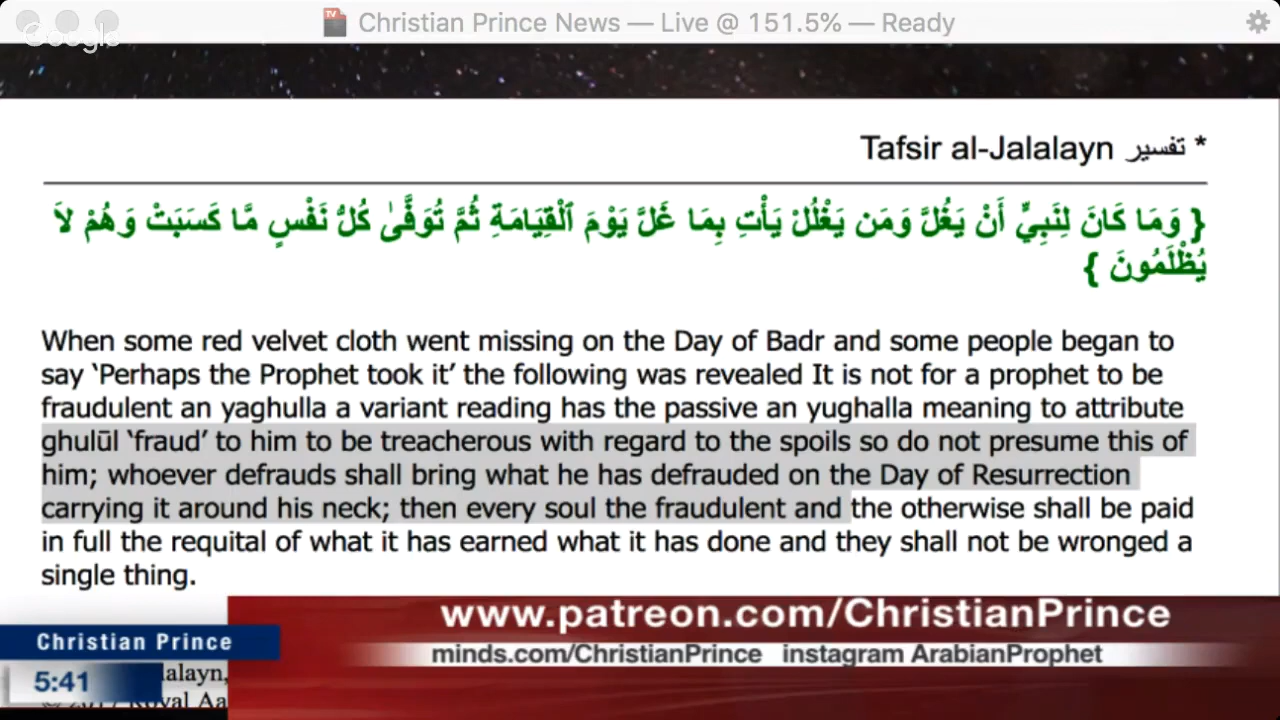 Christian Prince News — Live @ 151.5% — Ready
Google
* تفسير Tafsir al-Jalalayn
{ وَمَا كَانَ لِنَبِيٍّ أَنْ يَغُلَّ وَمَن يَغْلُلْ يَأْتِ بِمَا غَلَّ يَوْمَ ٱلْقِيَامَةِ ثُمَّ تُوَفَّىٰ كُلُّ نَفْسٍ مَّا كَسَبَتْ وَهُمْ لاَ
يُظْلَمُونَ }
When some red velvet cloth went missing on the Day of Badr and some people began to
say ‘Perhaps the Prophet took it’ the following was revealed It is not for a prophet to be
fraudulent an yaghulla a variant reading has the passive an yughalla meaning to attribute
ghulūl ‘fraud’ to him to be treacherous with regard to the spoils so do not presume this of
him; whoever defrauds shall bring what he has defrauded on the Day of Resurrection
carrying it around his neck; then every soul the fraudulent and the otherwise shall be paid
in full the requital of what it has earned what it has done and they shall not be wronged a
single thing.
www.patreon.com/ChristianPrince
Christian Prince
minds.com/ChristianPrince instagram ArabianProphet
5:41